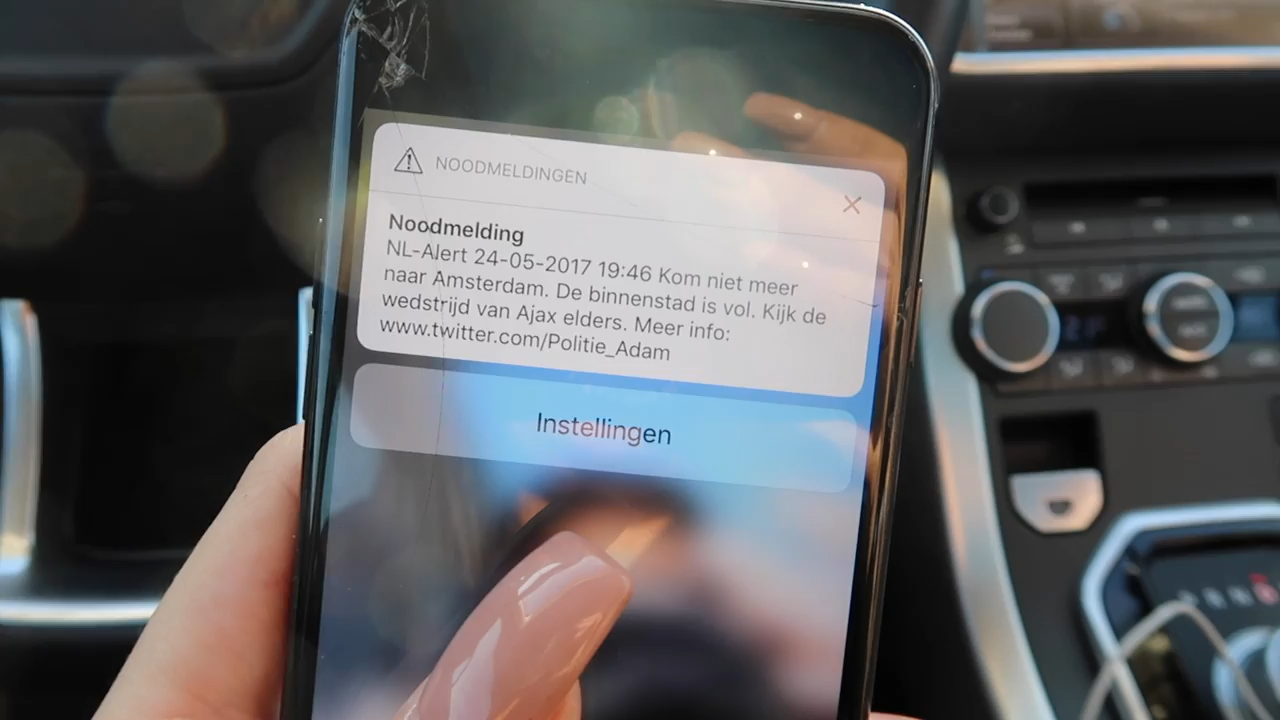 NOODMELDINGEN
Noodmelding
NL-Alert 24-05-2017 19:46 Kom niet meer
naar Amsterdam. De binnenstad is vol. Kijk de
wedstrijd van Ajax elders. Meer info:
www.twitter.com/Politie_Adam
Instellingen